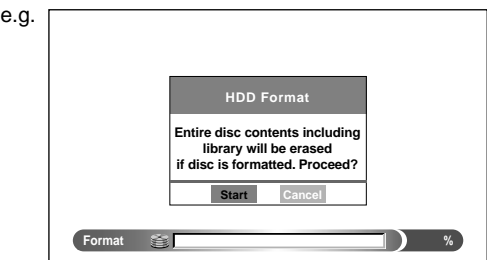 e.g.
HDD Format
Entire disc contents including
library will be erased
if disc is formatted. Proceed?
Start Cancel
Format %